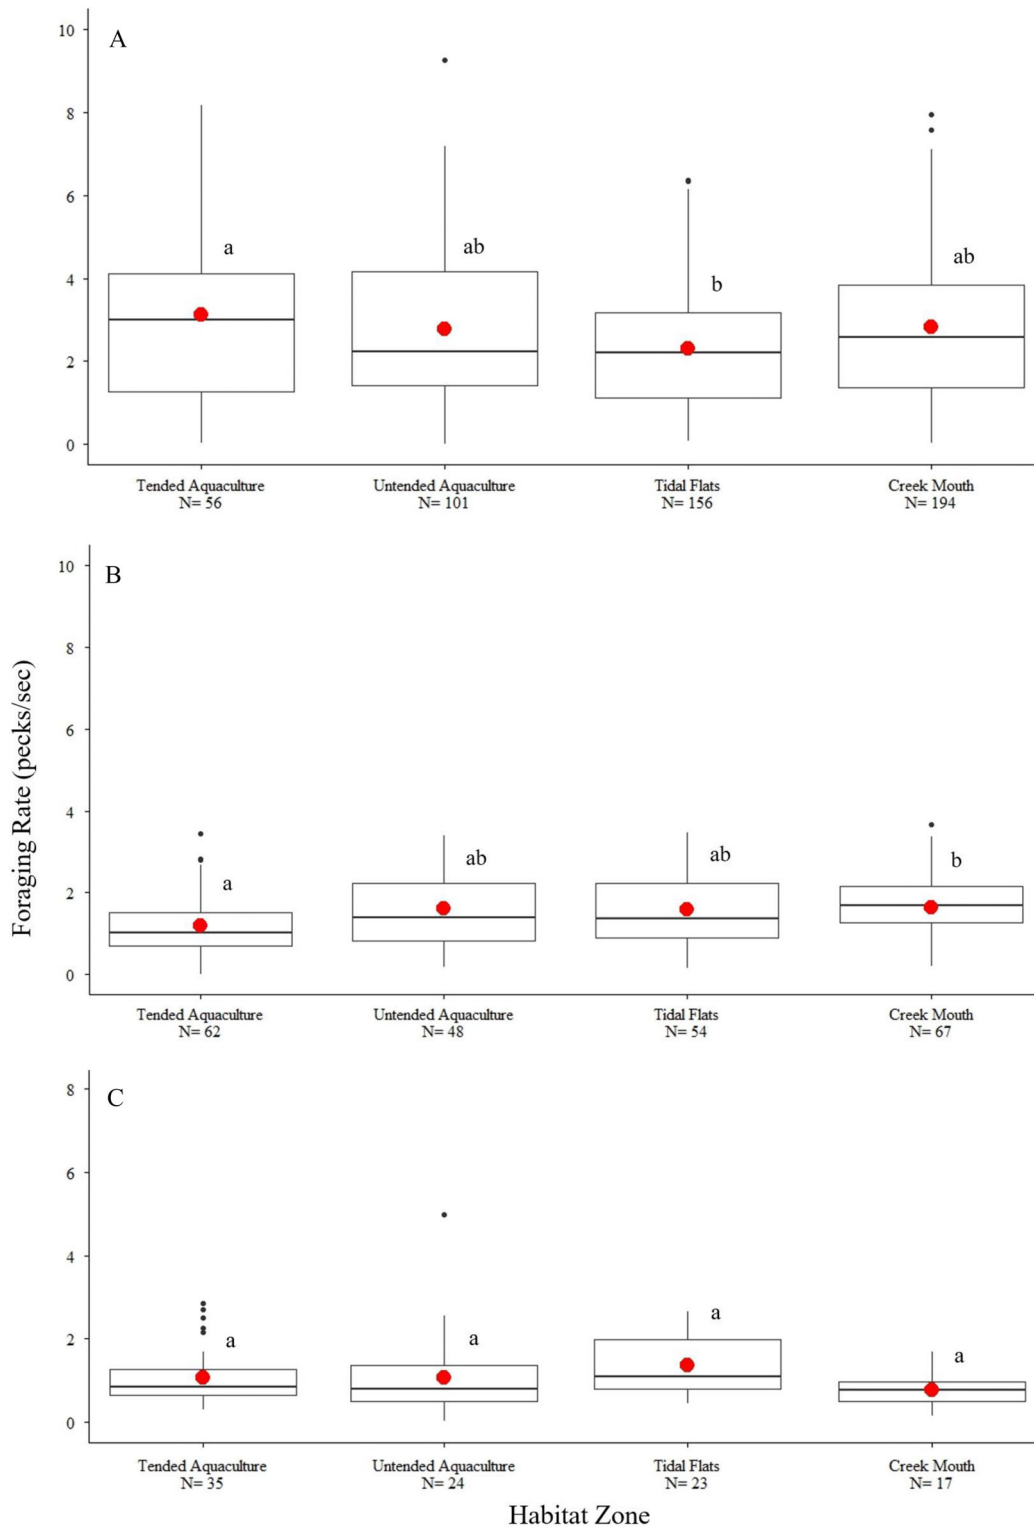 A
10
8
6
4
2
0
a
ab
b
ab
Tended Aquaculture
N= 56
Untended Aquaculture
N= 101
Tidal Flats
N= 156
Creek Mouth
N= 194
B
10
8
6
4
2
0
a
ab
ab
b
Tended Aquaculture
N= 62
Untended Aquaculture
N= 48
Tidal Flats
N= 54
Creek Mouth
N= 67
Foraging Rate (pecks/sec)
C
8
6
4
2
0
a
a
a
a
Tended Aquaculture
N= 35
Untended Aquaculture
N= 24
Tidal Flats
N= 23
Creek Mouth
N= 17
Habitat Zone